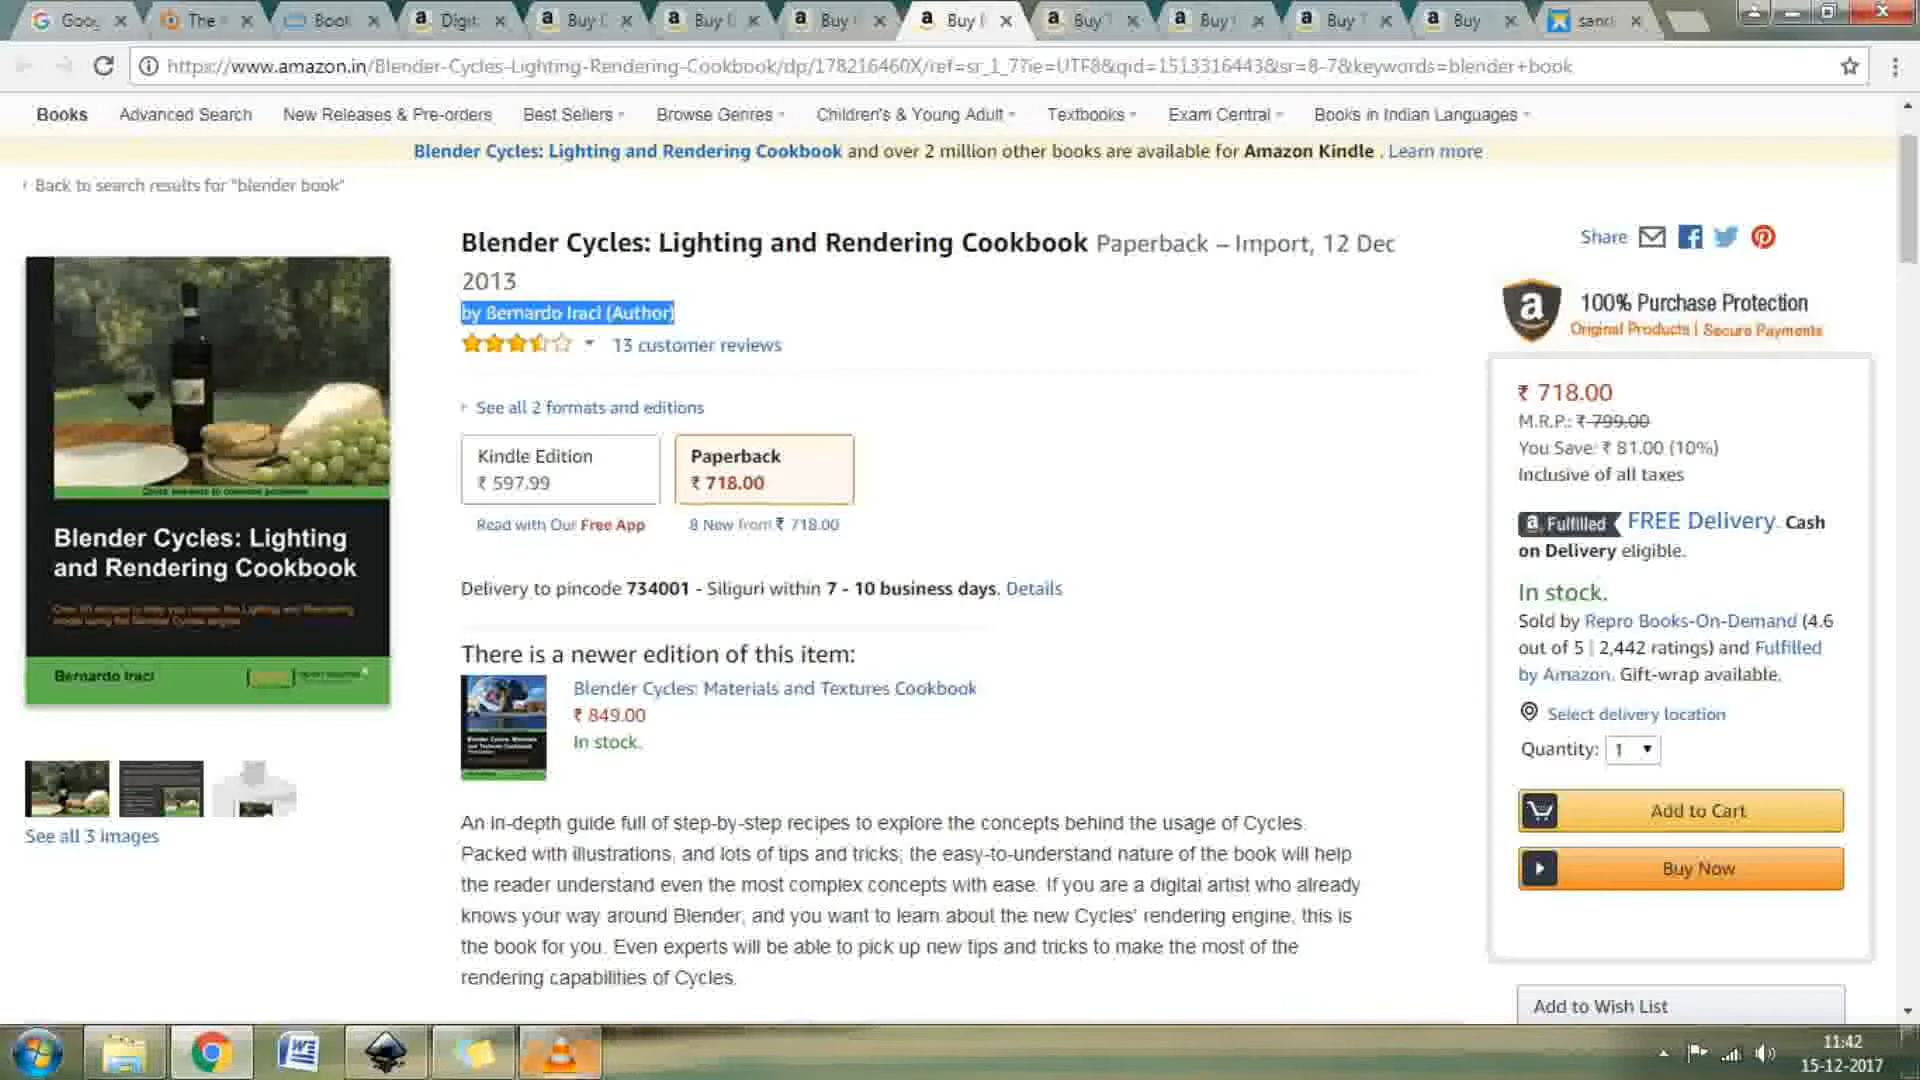 Goo
The
Book
Digit
Buy
Buy
Buy
Buy
Buy
Buy
Buy
Buy
https://www.amazon.in/Blender-Cycles-Lighting-Rendering-Cookbook/dp/178216460X/ref=sr_1_7?ie=UTF8&qid=1513316443&sr=8-7&keywords=blender+book
Books Advanced Search New Releases & Pre-orders Best Sellers Browse Genres Children's & Young Adult Textbooks Exam Central Books in Indian Languages
Blender Cycles: Lighting and Rendering Cookbook and over 2 million other books are available for Amazon Kindle . Learn more
Back to search results for "blender book"
Blender Cycles: Lighting and Rendering Cookbook Paperback – Import, 12 Dec
2013
by Bernardo Iraci (Author)
13 customer reviews
See all 2 formats and editions
Kindle Edition
₹ 597.99
Paperback
₹ 718.00
Read with Our Free App
8 New from ₹ 718.00
Delivery to pincode 734001 - Siliguri within 7 - 10 business days. Details
There is a newer edition of this item:
Blender Cycles: Materials and Textures Cookbook
₹ 849.00
In stock.
An in-depth guide full of step-by-step recipes to explore the concepts behind the usage of Cycles.
Packed with illustrations, and lots of tips and tricks; the easy-to-understand nature of the book will help
the reader understand even the most complex concepts with ease. If you are a digital artist who already
knows your way around Blender, and you want to learn about the new Cycles' rendering engine, this is
the book for you. Even experts will be able to pick up new tips and tricks to make the most of the
rendering capabilities of Cycles.
Blender Cycles: Lighting
and Rendering Cookbook
Bernardo Iraci
See all 3 images
Share
100% Purchase Protection
Original Products | Secure Payments
₹ 718.00
M.R.P.: ₹ 799.00
You Save: ₹ 81.00 (10%)
Inclusive of all taxes
Fulfilled FREE Delivery. Cash
on Delivery eligible.
In stock.
Sold by Repro Books-On-Demand (4.6
out of 5 | 2,442 ratings) and Fulfilled
by Amazon. Gift-wrap available.
Select delivery location
Quantity: 1
Add to Cart
Buy Now
Add to Wish List
11:42
15-12-2017